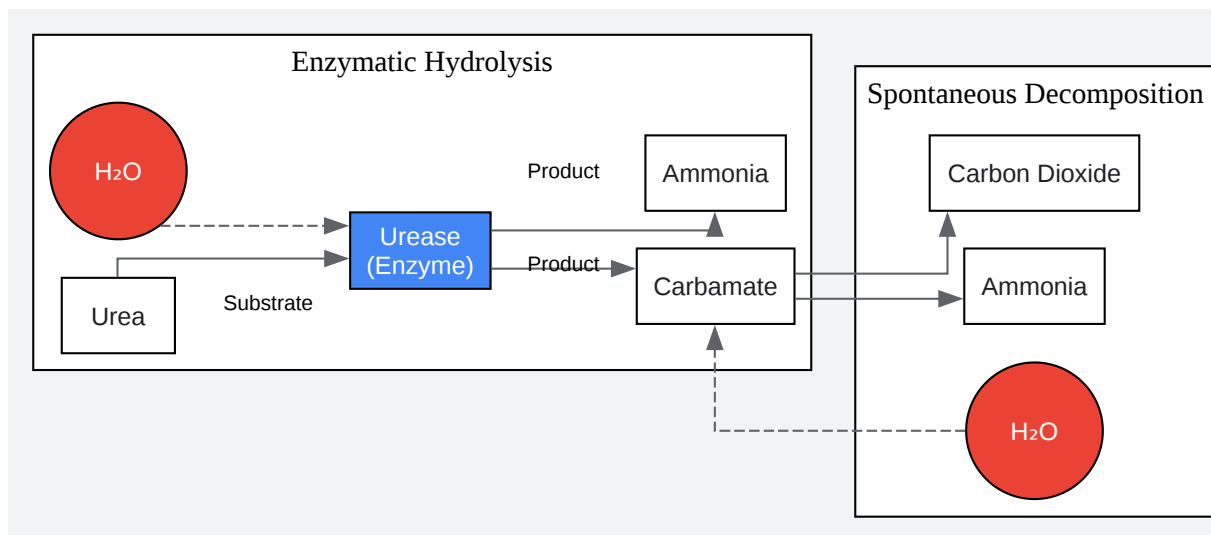 Enzymatic Hydrolysis
H₂O
Urea
Substrate
Urease
(Enzyme)
Product
Product
Ammonia
Carbamate
Spontaneous Decomposition
Carbon Dioxide
Ammonia
H₂O